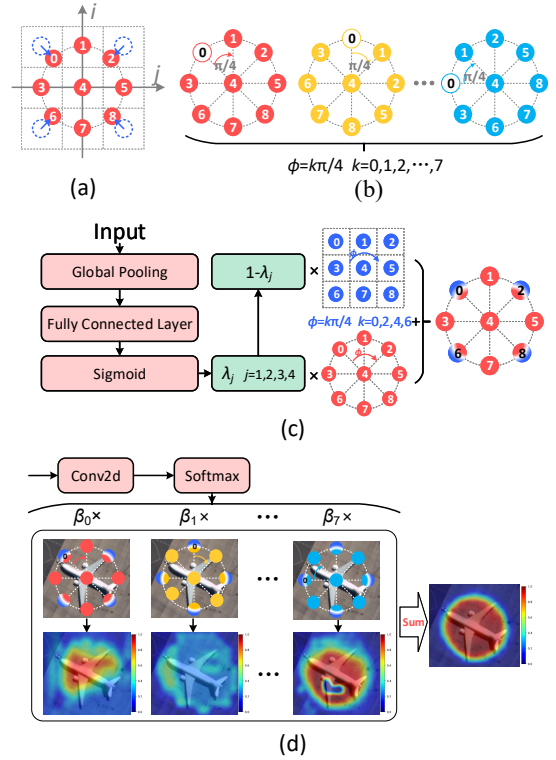 i
j
0 1 2
3 4 5
6 7 8
(a)
0 1 2 3 4 5 6 7 8
π/4
3 0 1 6 4 2 7 8 5
π/4
...
1 2 0 4 5 3 6 7 8
π/4
ϕ=kπ/4 k=0,1,2,⋯,7
(b)
Input
Global Pooling
Fully Connected Layer
Sigmoid
1-λj
λj j=1,2,3,4
×
0 1 2
3 ϕ 4 5
6 7 8
ϕ=kπ/4 k=0,2,4,6
+
×
0 1 2
3 ϕ 4 5
6 7 8
0 1 2
3 4 5
6 7 8
(c)
Conv2d
Softmax
β0× β1× ... β7×
0 0 ... 0
...
Sum
(d)